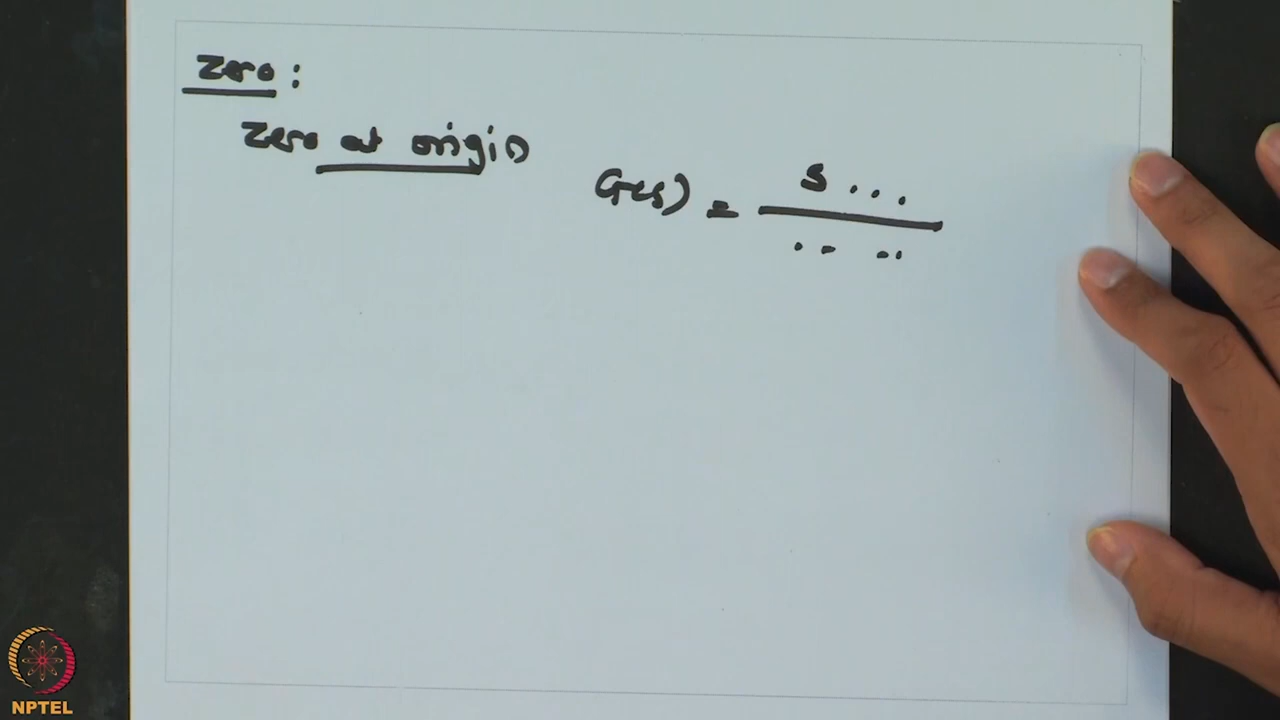 Zero:
Zero at origin
G(s) = s...
.. ..
NPTEL